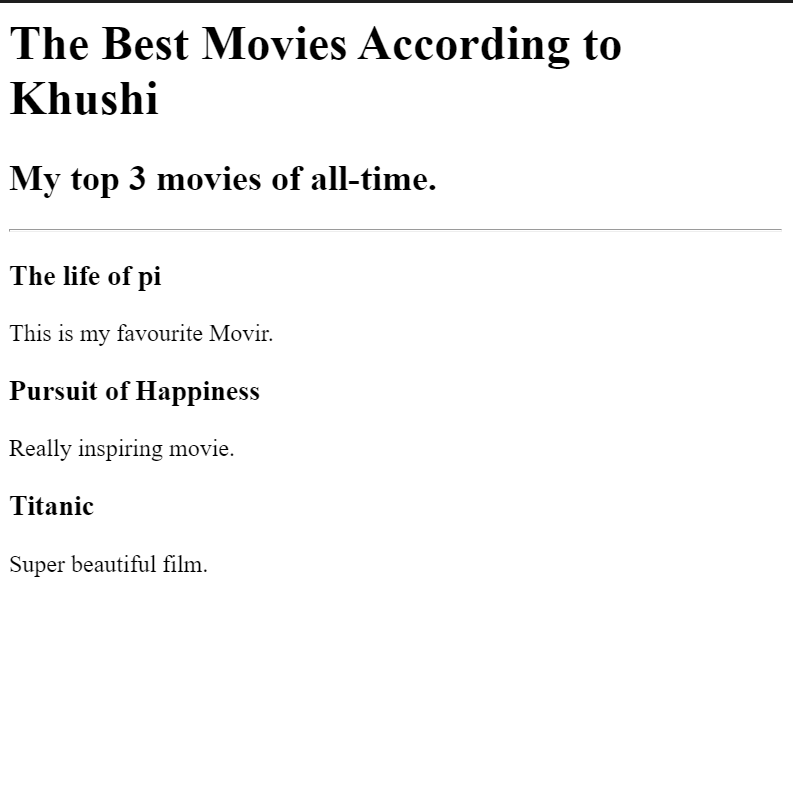 The Best Movies According to
Khushi
My top 3 movies of all-time.
The life of pi
This is my favourite Movir.
Pursuit of Happiness
Really inspiring movie.
Titanic
Super beautiful film.